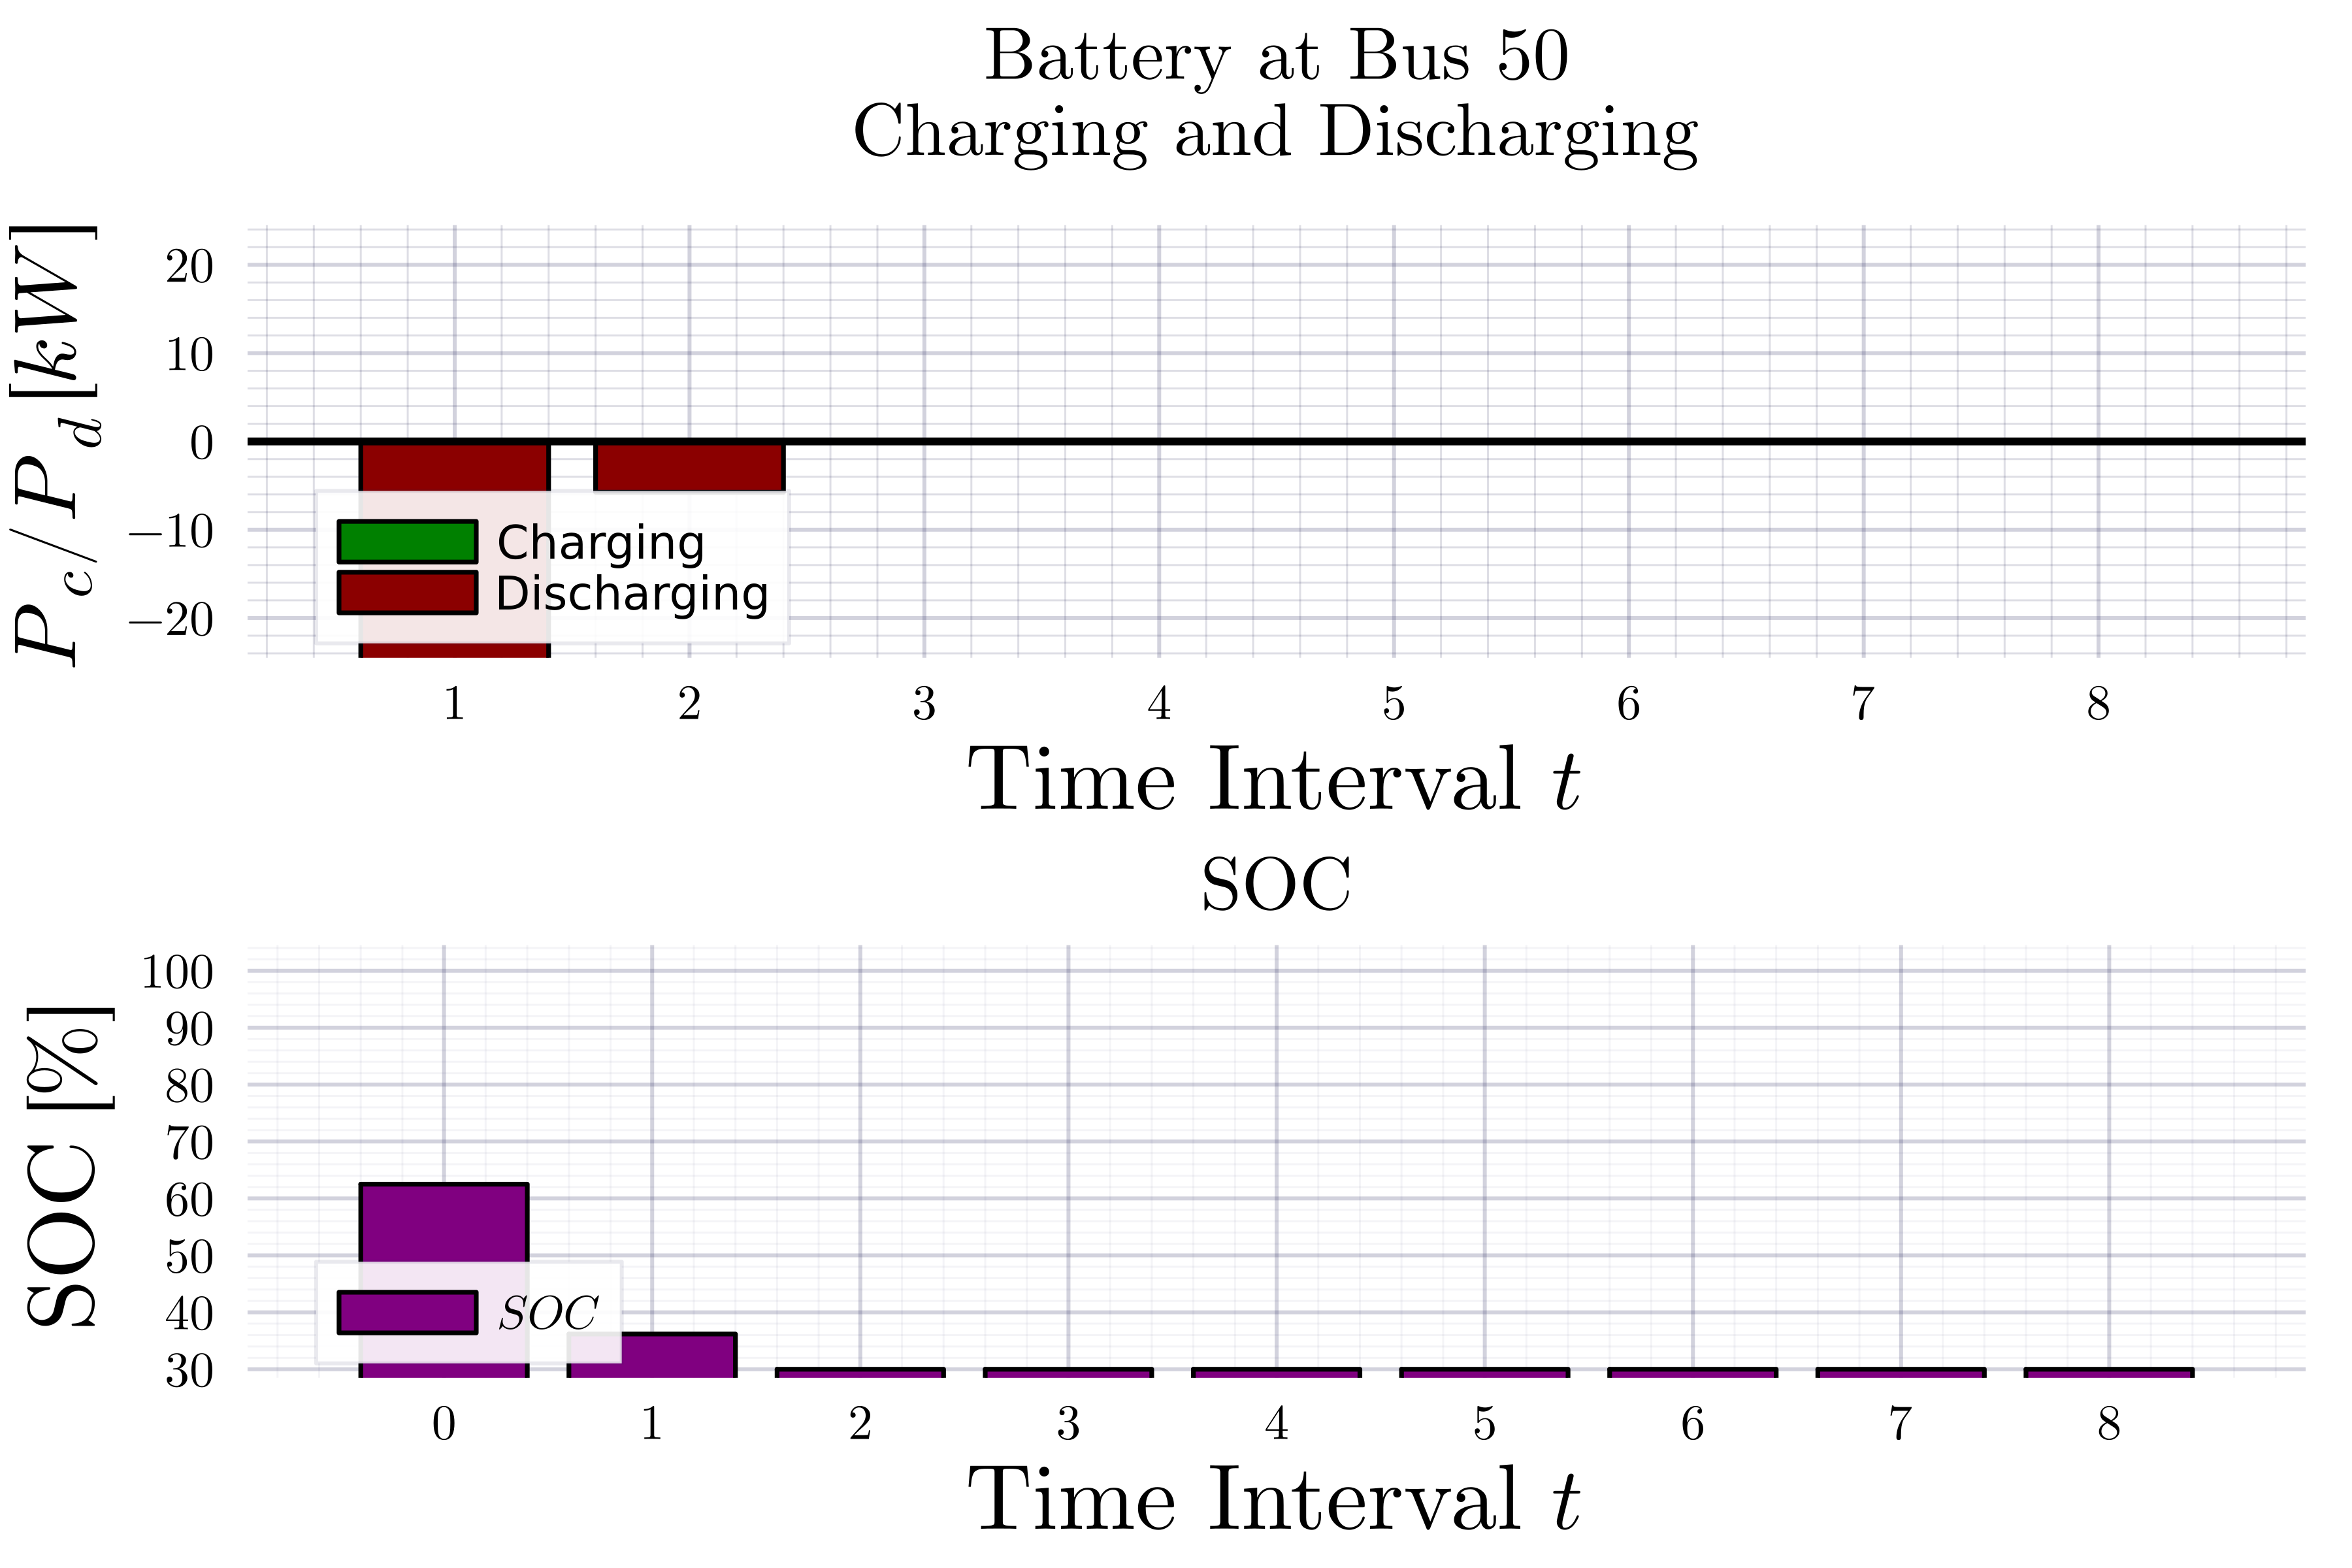 Battery at Bus 50
Charging and Discharging
P_c/P_d [kW]
20
10
0
−10
−20
Charging
Discharging
1 2 3 4 5 6 7 8
Time Interval t
SOC
SOC [%]
100
90
80
70
60
50
40
30
SOC
0 1 2 3 4 5 6 7 8
Time Interval t